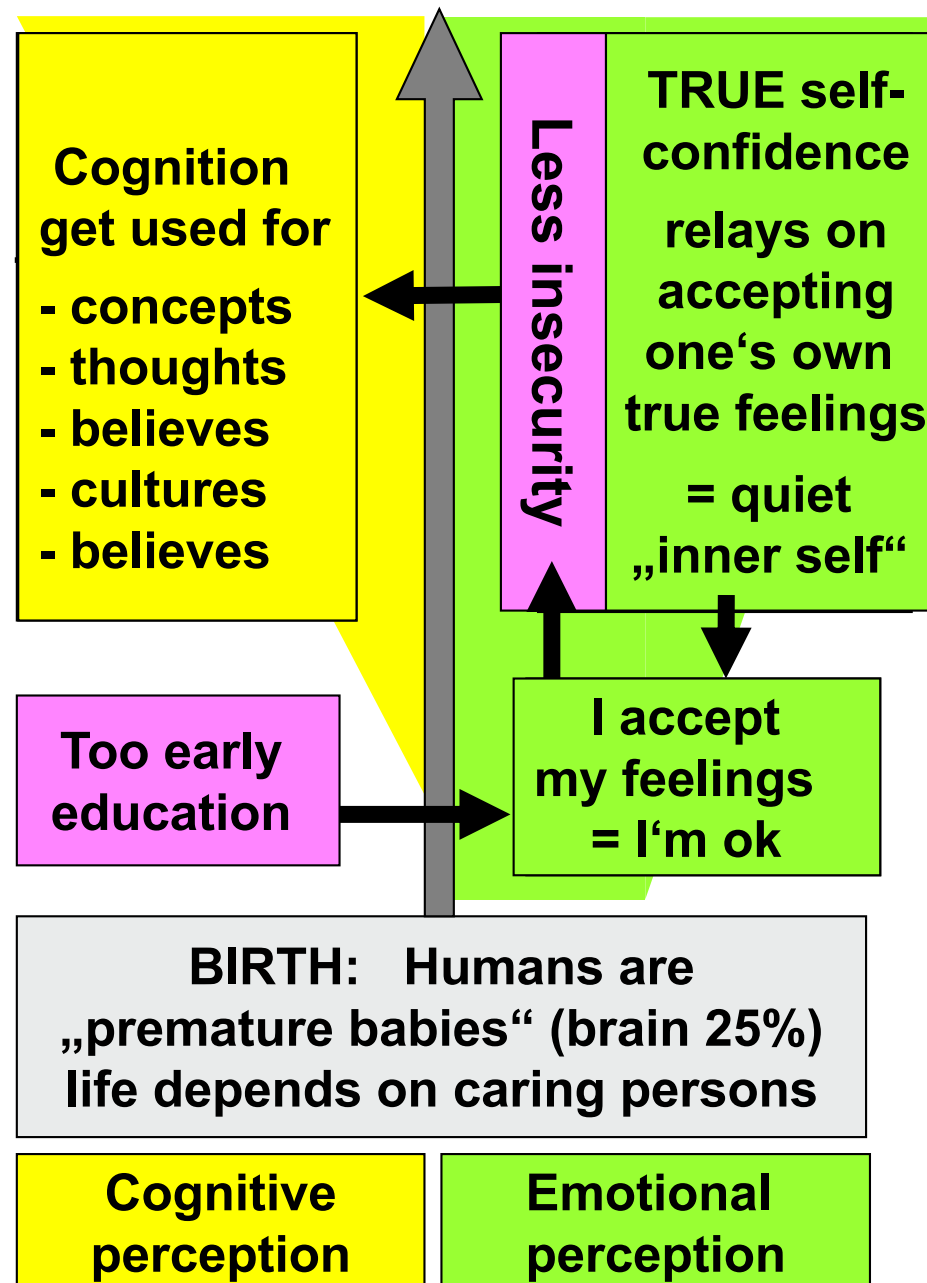 Cognition
get used for
- concepts
- thoughts
- believes
- cultures
- believes
Less insecurity
TRUE self-
confidence
relays on
accepting
one‘s own
true feelings
= quiet
„inner self“
Too early
education
I accept
my feelings
= I‘m ok
BIRTH: Humans are
„premature babies“ (brain 25%)
life depends on caring persons
Cognitive
perception
Emotional
perception